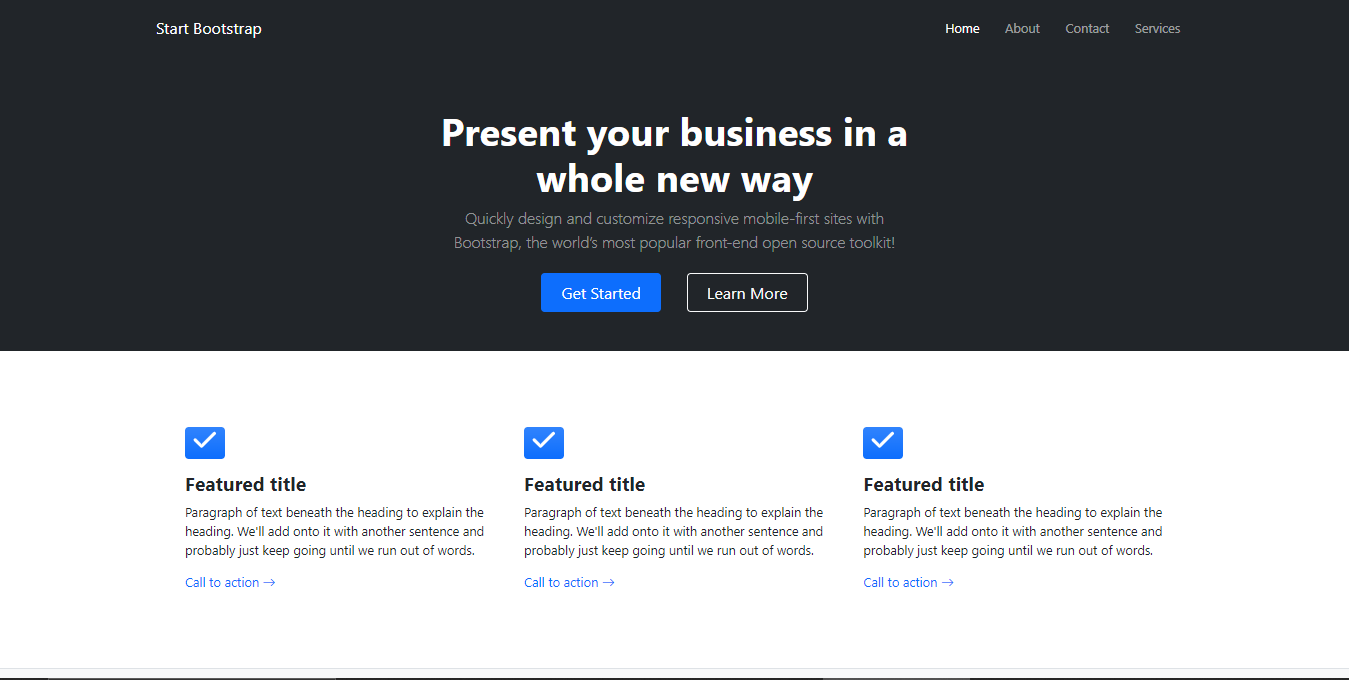 Start Bootstrap
Home About Contact Services
Present your business in a
whole new way
Quickly design and customize responsive mobile-first sites with
Bootstrap, the world’s most popular front-end open source toolkit!
Get Started
Learn More
Featured title
Paragraph of text beneath the heading to explain the
heading. We'll add onto it with another sentence and
probably just keep going until we run out of words.
Call to action →
Featured title
Paragraph of text beneath the heading to explain the
heading. We'll add onto it with another sentence and
probably just keep going until we run out of words.
Call to action →
Featured title
Paragraph of text beneath the heading to explain the
heading. We'll add onto it with another sentence and
probably just keep going until we run out of words.
Call to action →